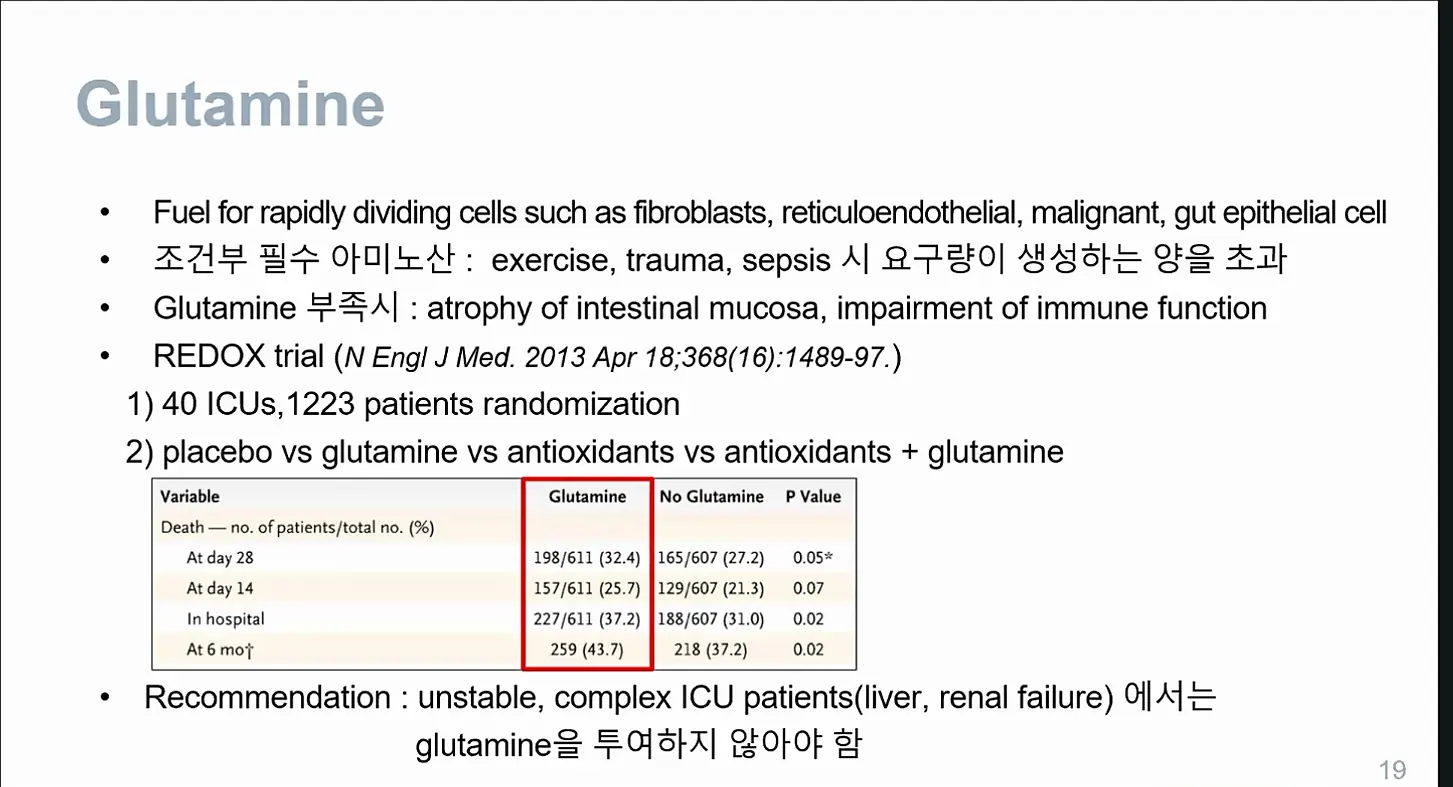 Glutamine
• Fuel for rapidly dividing cells such as fibroblasts, reticuloendothelial, malignant, gut epithelial cell
• 조건부 필수 아미노산 : exercise, trauma, sepsis 시 요구량이 생성하는 양을 초과
• Glutamine 부족시 : atrophy of intestinal mucosa, impairment of immune function
• REDOX trial (N Engl J Med. 2013 Apr 18;368(16):1489-97.)
1) 40 ICUs,1223 patients randomization
2) placebo vs glutamine vs antioxidants vs antioxidants + glutamine
Variable Glutamine No Glutamine P Value
Death — no. of patients/total no. (%)
At day 28 198/611 (32.4) 165/607 (27.2) 0.05*
At day 14 157/611 (25.7) 129/607 (21.3) 0.07
In hospital 227/611 (37.2) 188/607 (31.0) 0.02
At 6 mo† 259 (43.7) 218 (37.2) 0.02
• Recommendation : unstable, complex ICU patients(liver, renal failure) 에서는
glutamine을 투여하지 않아야 함
19